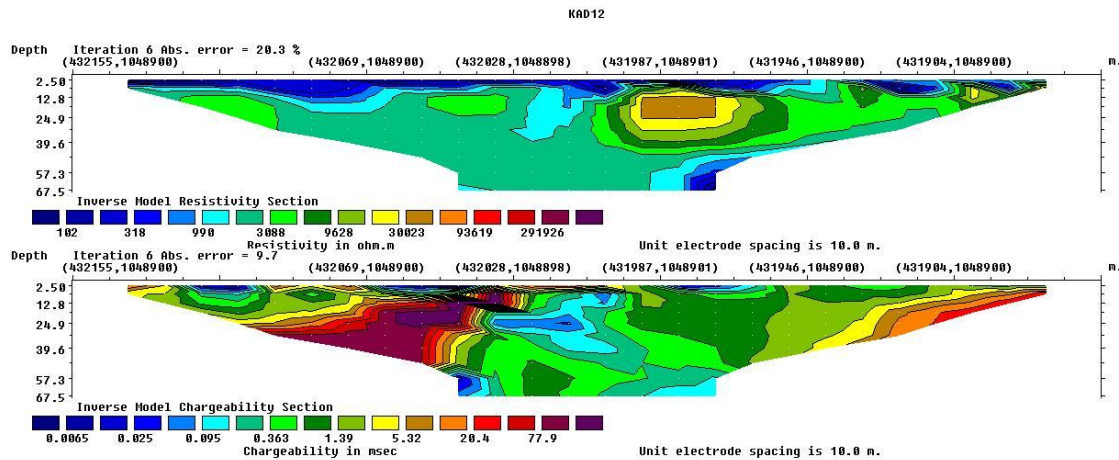 KAD12
Depth Iteration 6 Abs. error = 20.3 %
(432155,1048900) (432069,1048900) (432028,1048898) (431987,1048901) (431946,1048900) (431904,1048900) m.
2.50
12.8
24.9
39.6
57.3
67.5
Inverse Model Resistivity Section
102 318 990 3088 9628 30023 93619 291926
Resistivity in ohm.m Unit electrode spacing is 10.0 m.
Depth Iteration 6 Abs. error = 9.7
(432155,1048900) (432069,1048900) (432028,1048898) (431987,1048901) (431946,1048900) (431904,1048900) m.
2.50
12.8
24.9
39.6
57.3
67.5
Inverse Model Chargeability Section
0.0065 0.025 0.095 0.363 1.39 5.32 20.4 77.9
Chargeability in msec Unit electrode spacing is 10.0 m.